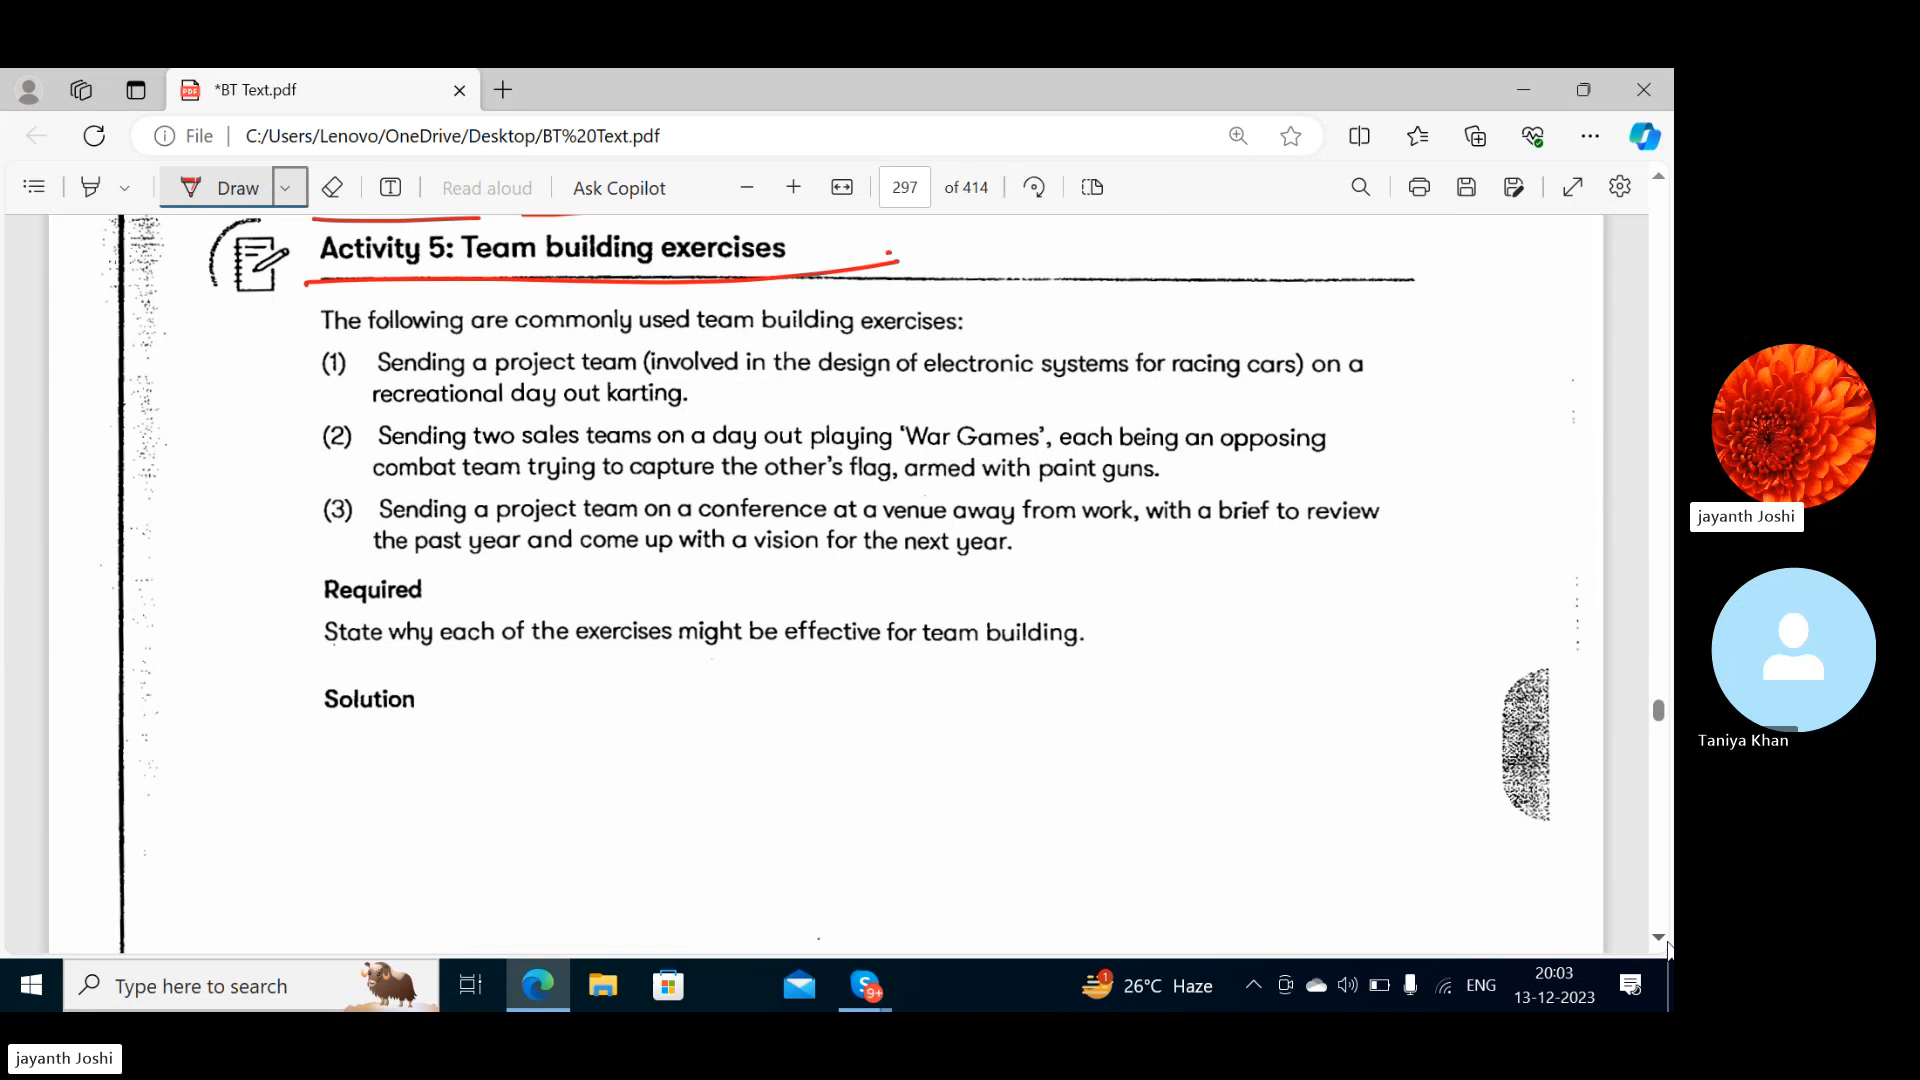 *BT Text.pdf
File
C:/Users/Lenovo/OneDrive/Desktop/BT%20Text.pdf
Draw
Read aloud
Ask Copilot
297
of 414
Activity 5: Team building exercises
The following are commonly used team building exercises:
(1) Sending a project team (involved in the design of electronic systems for racing cars) on a
recreational day out karting.
(2) Sending two sales teams on a day out playing ‘War Games’, each being an opposing
combat team trying to capture the other’s flag, armed with paint guns.
(3) Sending a project team on a conference at a venue away from work, with a brief to review
the past year and come up with a vision for the next year.
Required
State why each of the exercises might be effective for team building.
Solution
jayanth Joshi
Taniya Khan
Type here to search
9+
1
26°C Haze
ENG
20:03
13-12-2023
jayanth Joshi